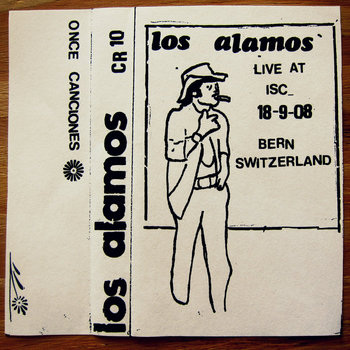 ONCE CANCIONES
los alamos CR 10
los alamos
LIVE AT
ISC_
18-9-08
BERN
SWITZERLAND